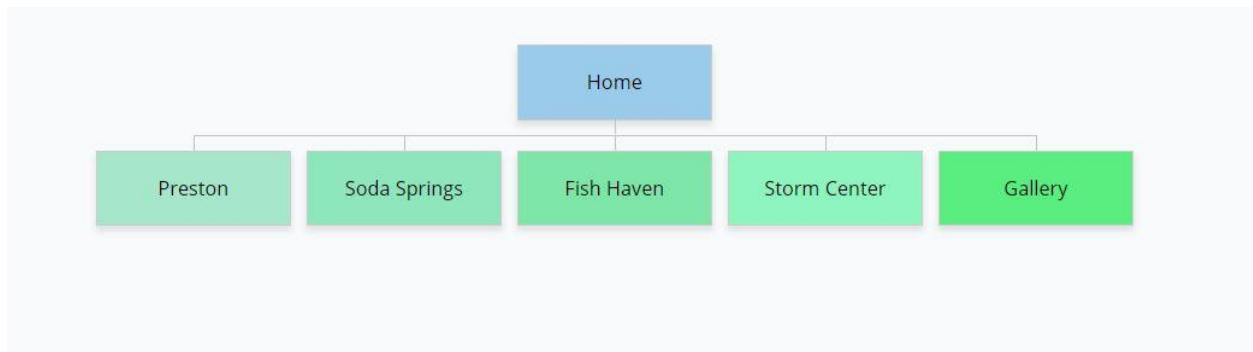 Home
Preston
Soda Springs
Fish Haven
Storm Center
Gallery